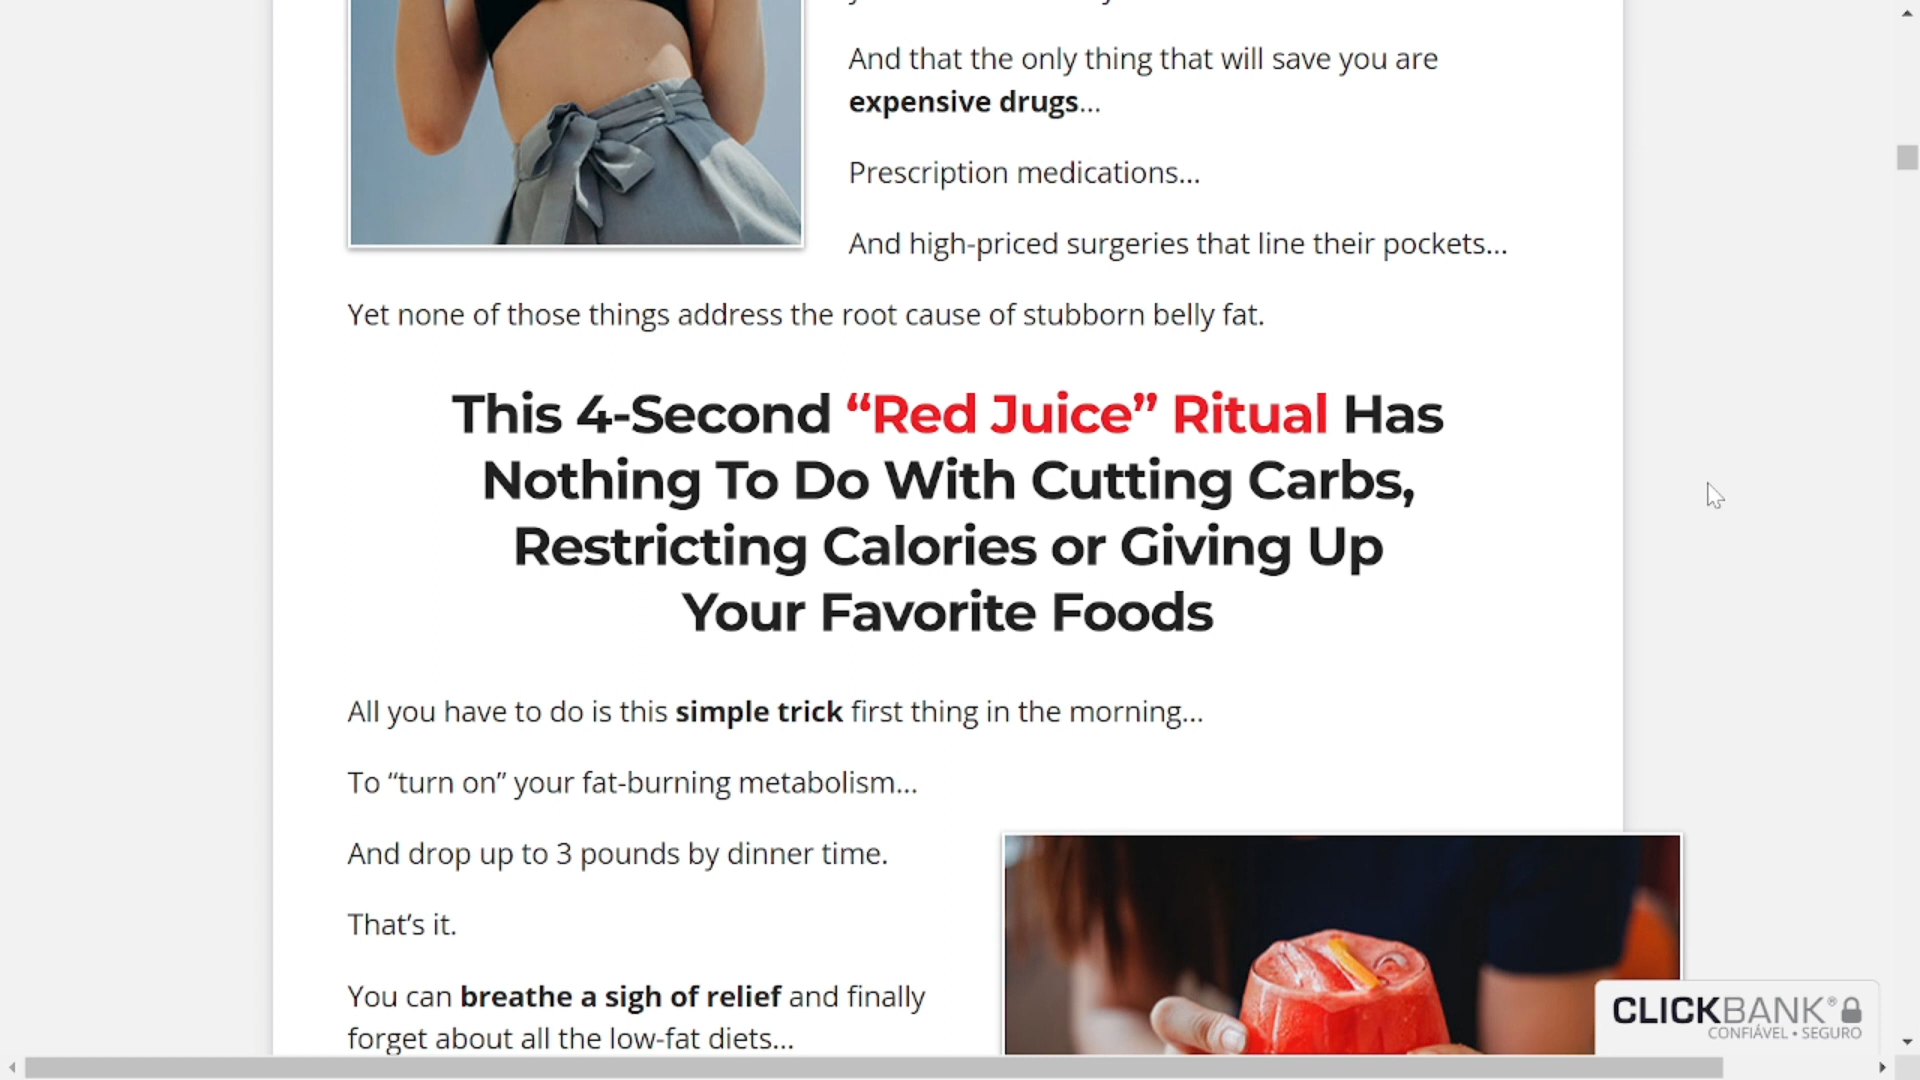 And that the only thing that will save you are
expensive drugs...
Prescription medications...
And high-priced surgeries that line their pockets...
Yet none of those things address the root cause of stubborn belly fat.
This 4-Second “Red Juice” Ritual Has
Nothing To Do With Cutting Carbs,
Restricting Calories or Giving Up
Your Favorite Foods
All you have to do is this simple trick first thing in the morning...
To “turn on” your fat-burning metabolism...
And drop up to 3 pounds by dinner time.
That’s it.
You can breathe a sigh of relief and finally
forget about all the low-fat diets...
CLICKBANK®
CONFIÁVEL • SEGURO